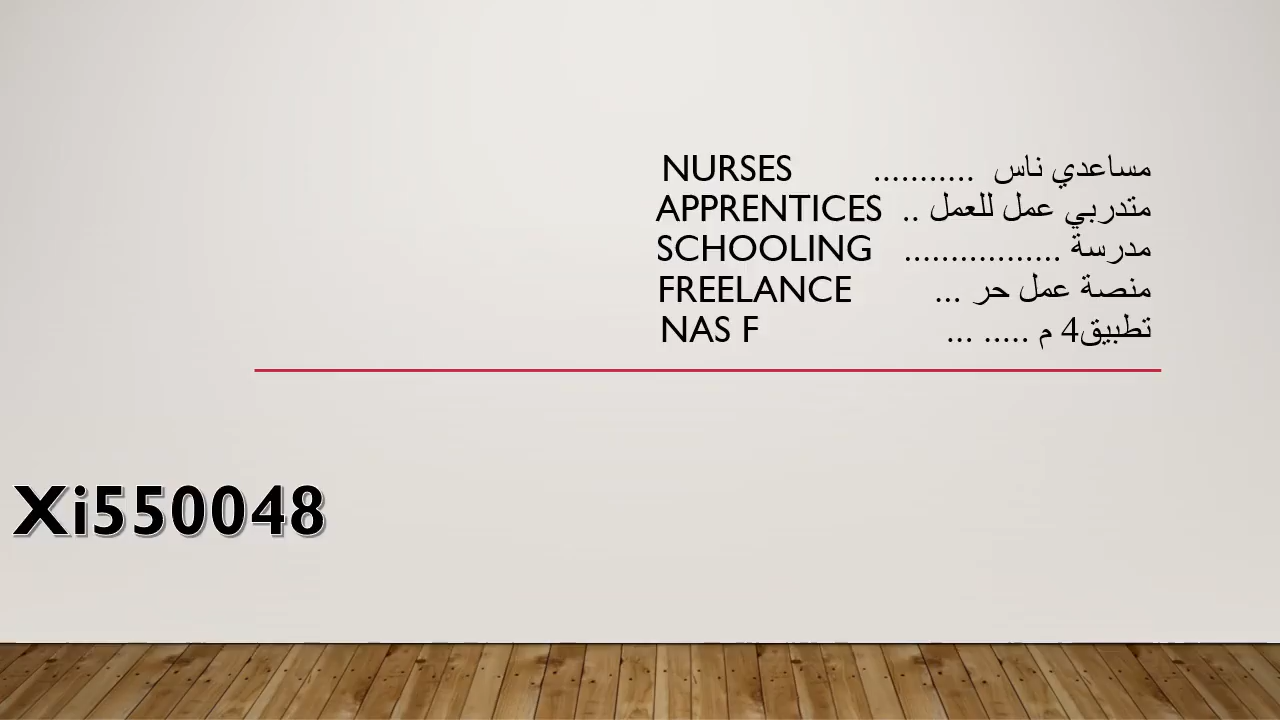 مساعدي ناس ........... NURSES
متدربي عمل للعمل .. APPRENTICES
مدرسة ................. SCHOOLING
منصة عمل حر ... FREELANCE
تطبيق4 م ..... ... NAS F
Xi550048